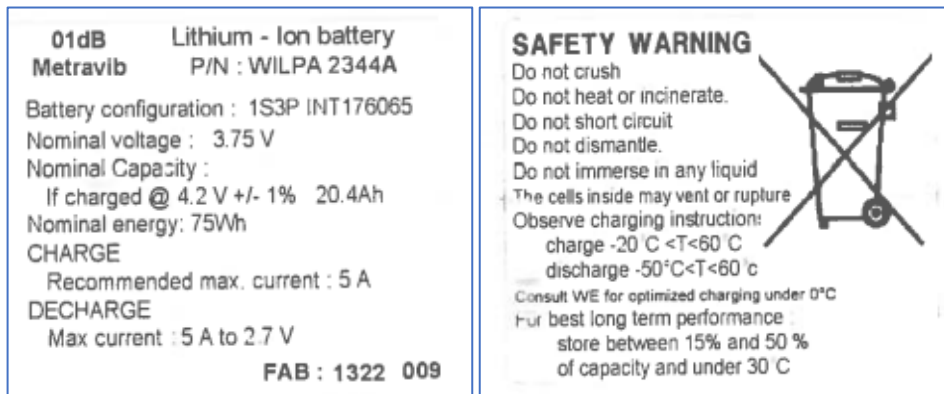 01dB Lithium - Ion battery
Metravib P/N : WILPA 2344A
Battery configuration : 1S3P INT176065
Nominal voltage : 3.75 V
Nominal Capacity :
If charged @ 4.2 V +/- 1% 20.4Ah
Nominal energy: 75Wh
CHARGE
Recommended max. current : 5 A
DECHARGE
Max current : 5 A to 2.7 V
FAB : 1322 009
SAFETY WARNING
Do not crush
Do not heat or incinerate.
Do not short circuit
Do not dismantle.
Do not immerse in any liquid
The cells inside may vent or rupture
Observe charging instructions
charge -20°C <T<60°C
discharge -50°C<T<60°c
Consult WE for optimized charging under 0°C
For best long term performance :
store between 15% and 50 %
of capacity and under 30°C